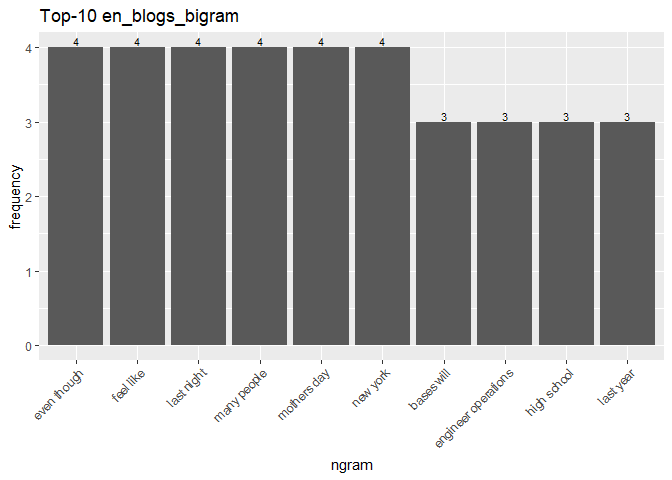 Top-10 en_blogs_bigram
4 4 4 4 4 4 3 3 3 3
frequency
4
3
2
1
0
even though
feel like
last night
many people
mothers day
new york
bases will
engineer operations
high school
last year
ngram